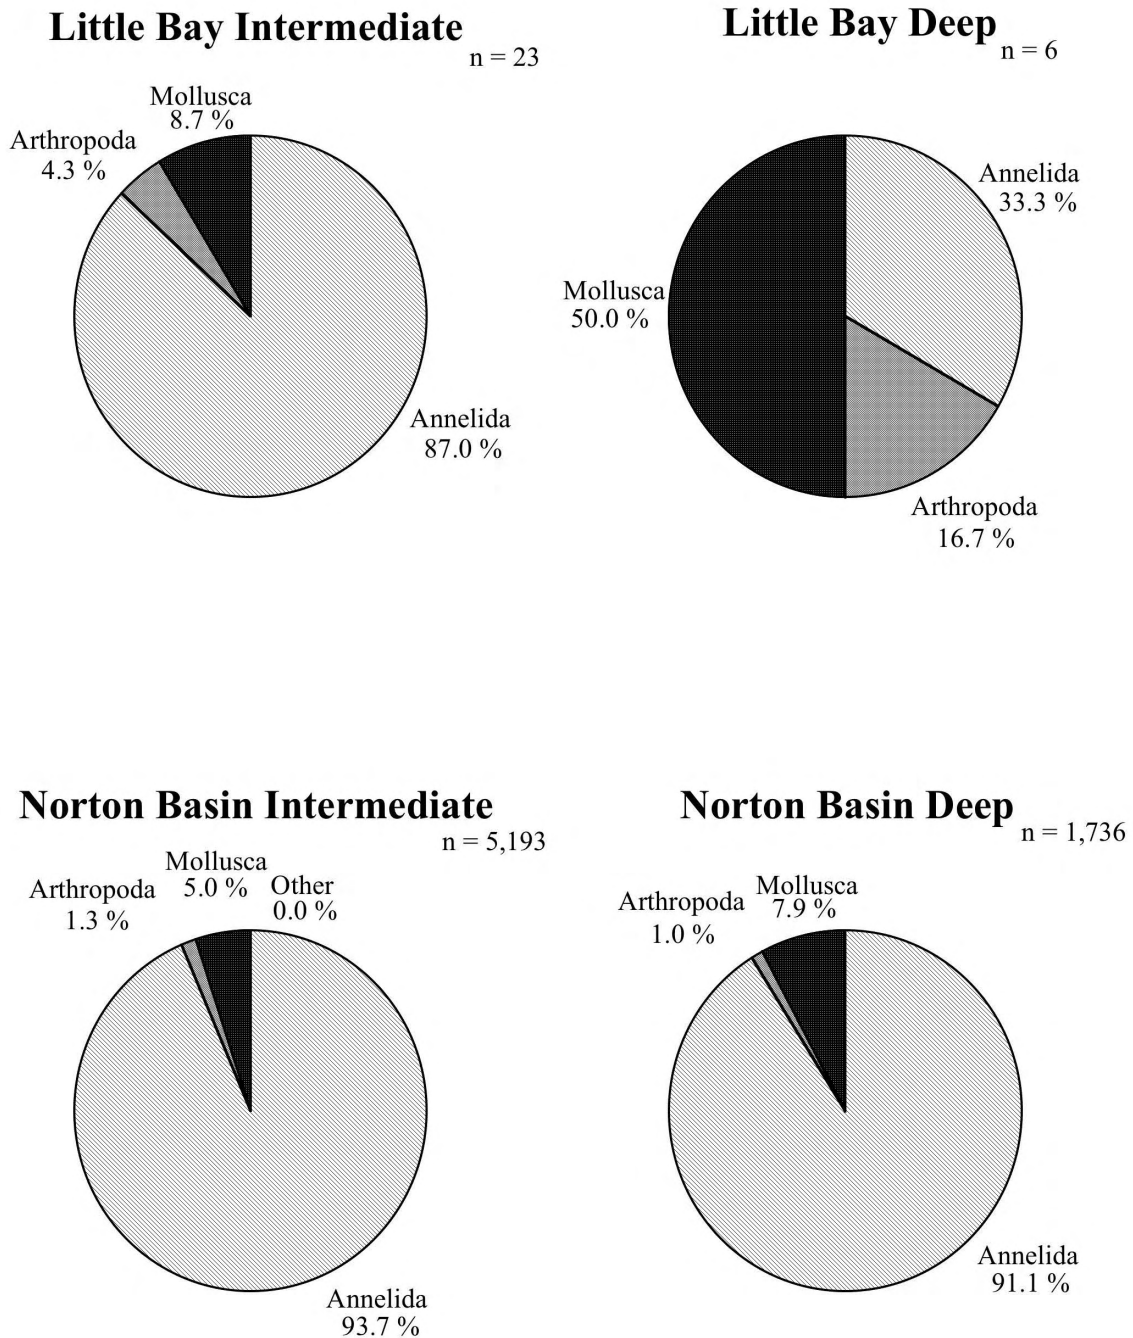 Little Bay Intermediate
n = 23
Mollusca
8.7 %
Arthropoda
4.3 %
Annelida
87.0 %
Little Bay Deep
n = 6
Annelida
33.3 %
Mollusca
50.0 %
Arthropoda
16.7 %
Norton Basin Intermediate
n = 5,193
Mollusca
5.0 %
Other
0.0 %
Arthropoda
1.3 %
Annelida
93.7 %
Norton Basin Deep
n = 1,736
Mollusca
7.9 %
Arthropoda
1.0 %
Annelida
91.1 %